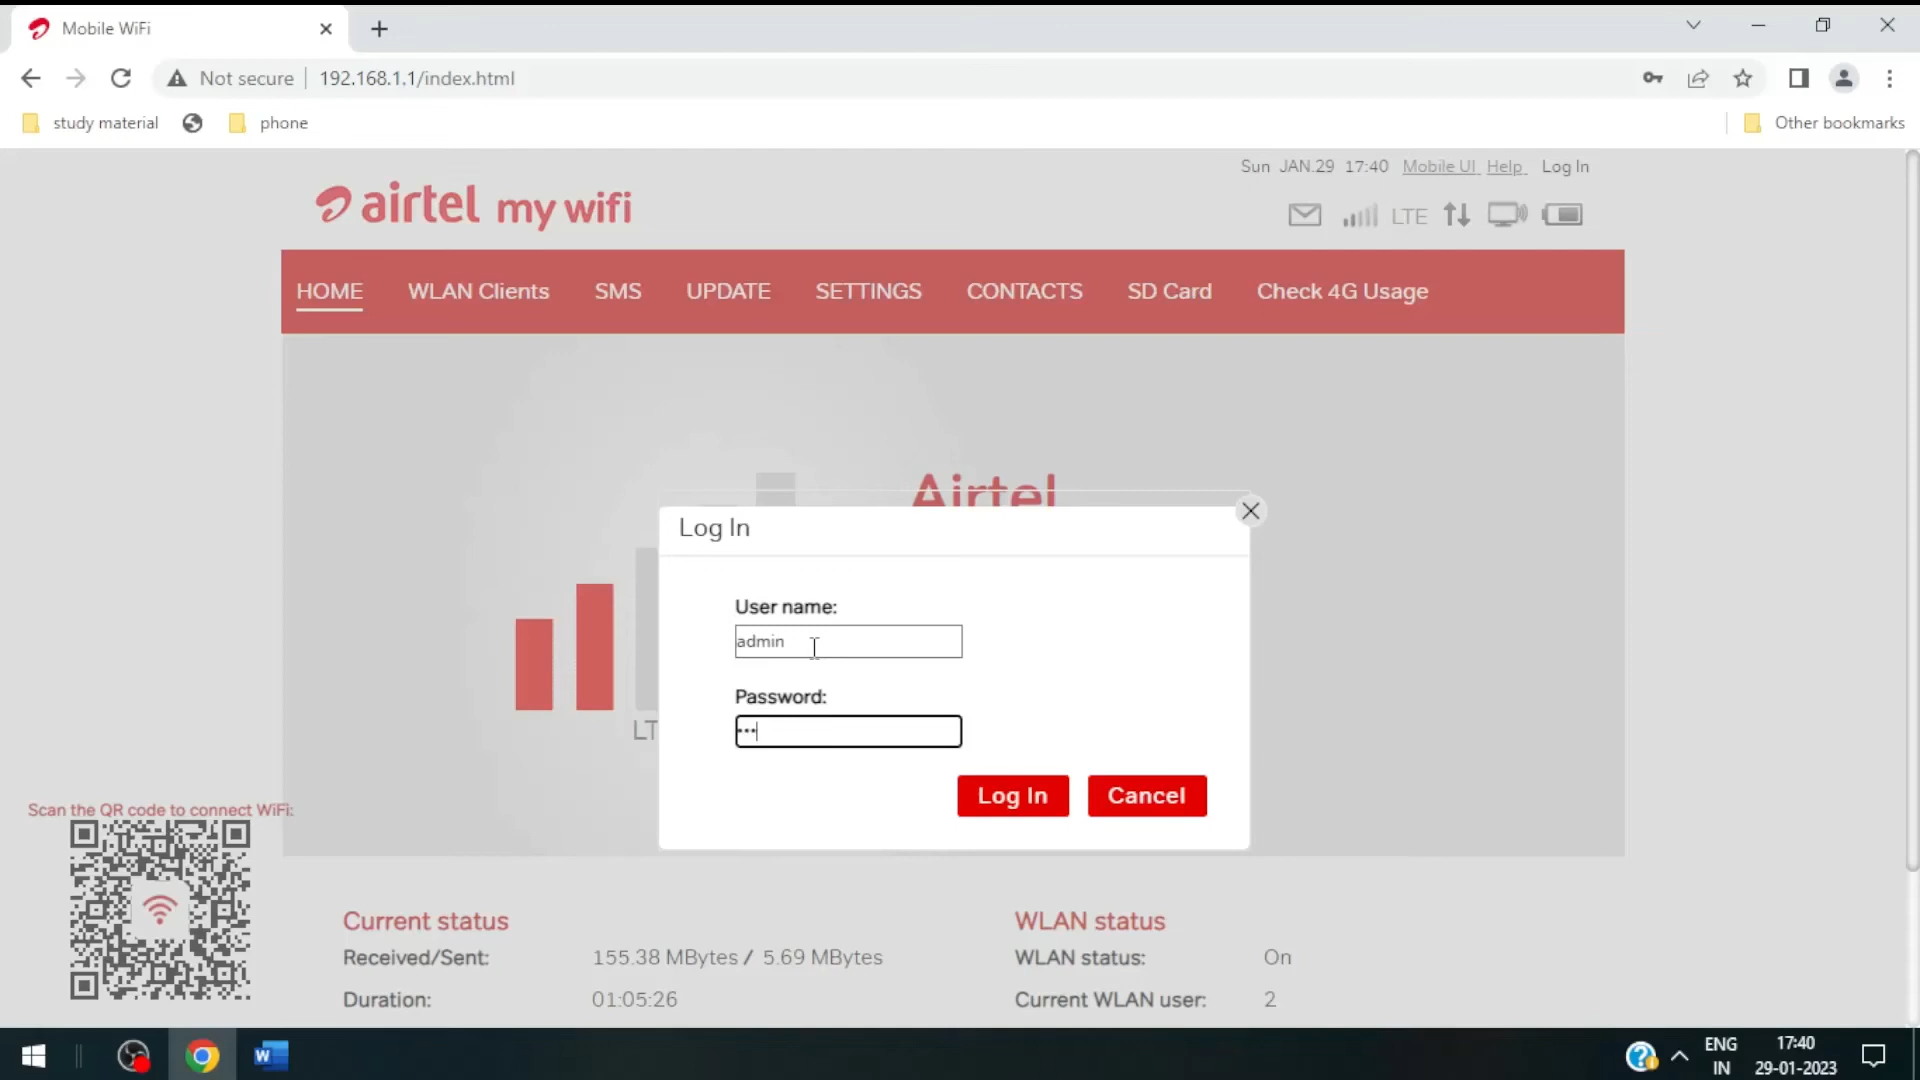 Mobile WiFi
Not secure 192.168.1.1/index.html
study material phone Other bookmarks
Sun JAN.29 17:40 Mobile UI Help Log In
airtel my wifi
LTE
HOME WLAN Clients SMS UPDATE SETTINGS CONTACTS SD Card Check 4G Usage
Airtel
Log In
User name:
admin
Password:
•••
LT
Log In Cancel
Scan the QR code to connect WiFi:
Current status WLAN status
Received/Sent: 155.38 MBytes / 5.69 MBytes WLAN status: On
Duration: 01:05:26 Current WLAN user: 2
ENG 17:40
IN 29-01-2023